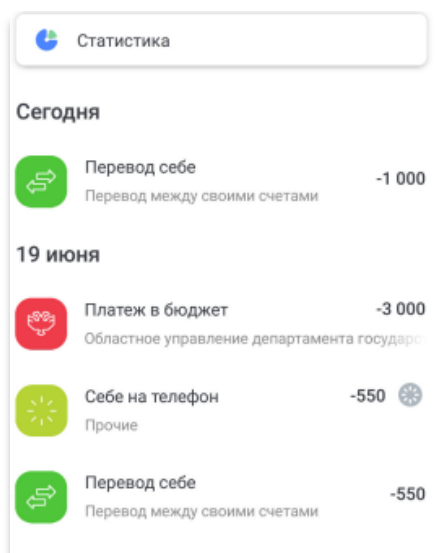 Статистика
Сегодня
Перевод себе
-1 000
Перевод между своими счетами
19 июня
Платеж в бюджет
-3 000
Областное управление департамента
Себе на телефон
-550
Прочие
Перевод себе
-550
Перевод между своими счетами